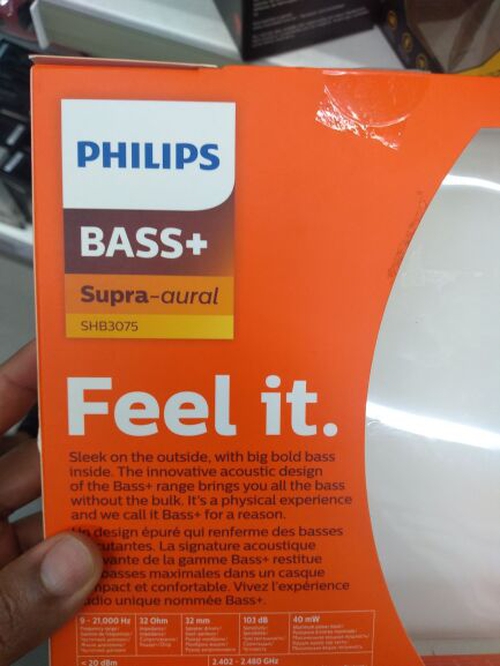 PHILIPS
BASS+
Supra-aural
SHB3075
Feel it.
Sleek on the outside, with big bold bass
inside. The innovative acoustic design
of the Bass+ range brings you all the bass
without the bulk. It's a physical experience
and we call it Bass+ for a reason.
design épuré qui renferme des basses
La signature acoustique
de la gamme Bass+ restitue
basses maximales dans un casque
et confortable. Vivez l'expérience
unique nommée Bass+.
9 - 21,000 Hz 32 Ohm 32 mm 103 dB 40 mW
< 20 dBm 2.402 - 2.480 GHz